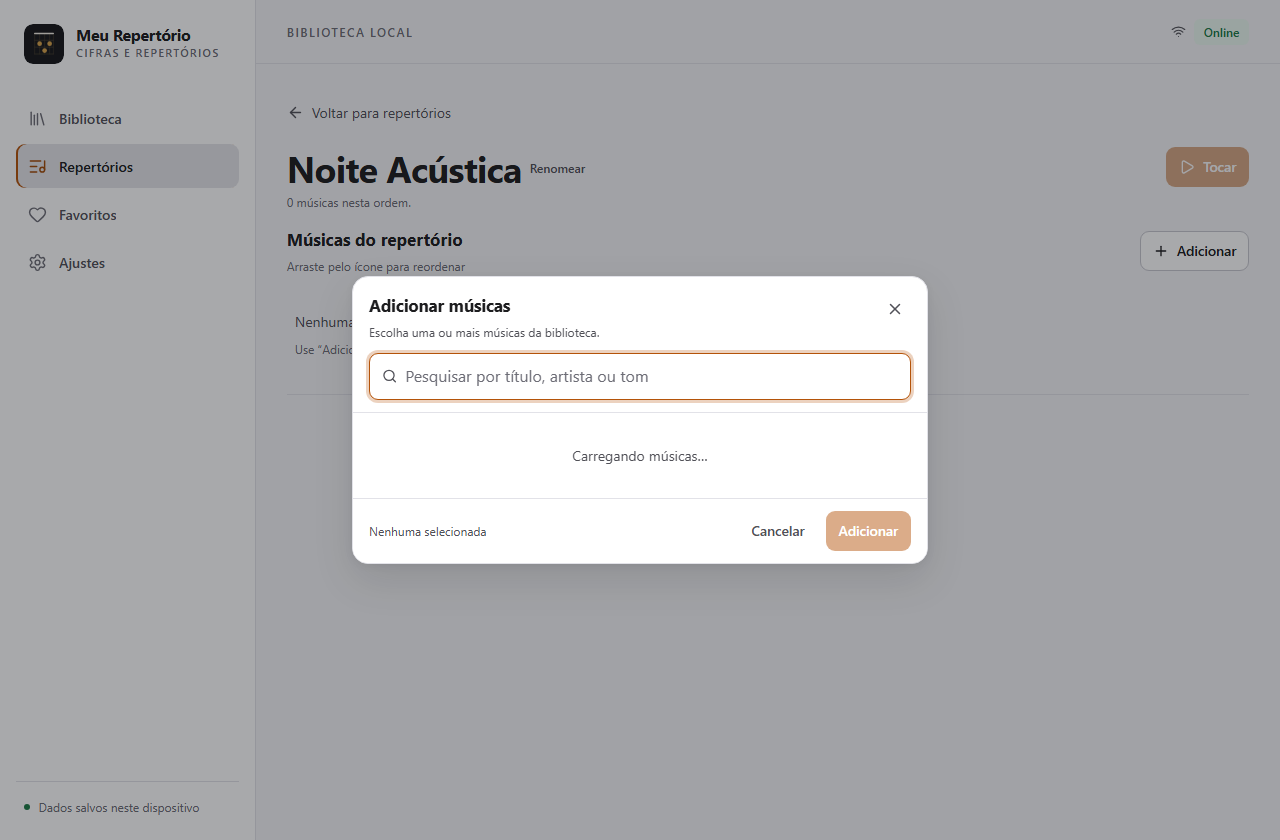 Meu Repertório
CIFRAS E REPERTÓRIOS
Biblioteca
Repertórios
Favoritos
Ajustes
Dados salvos neste dispositivo
BIBLIOTECA LOCAL
Online
Voltar para repertórios
Noite Acústica
Renomear
Tocar
0 músicas nesta ordem.
Músicas do repertório
Adicionar
Arraste pelo ícone para reordenar
Nenhuma
Use “Adicio
Adicionar músicas
Escolha uma ou mais músicas da biblioteca.
Pesquisar por título, artista ou tom
Carregando músicas...
Nenhuma selecionada
Cancelar
Adicionar